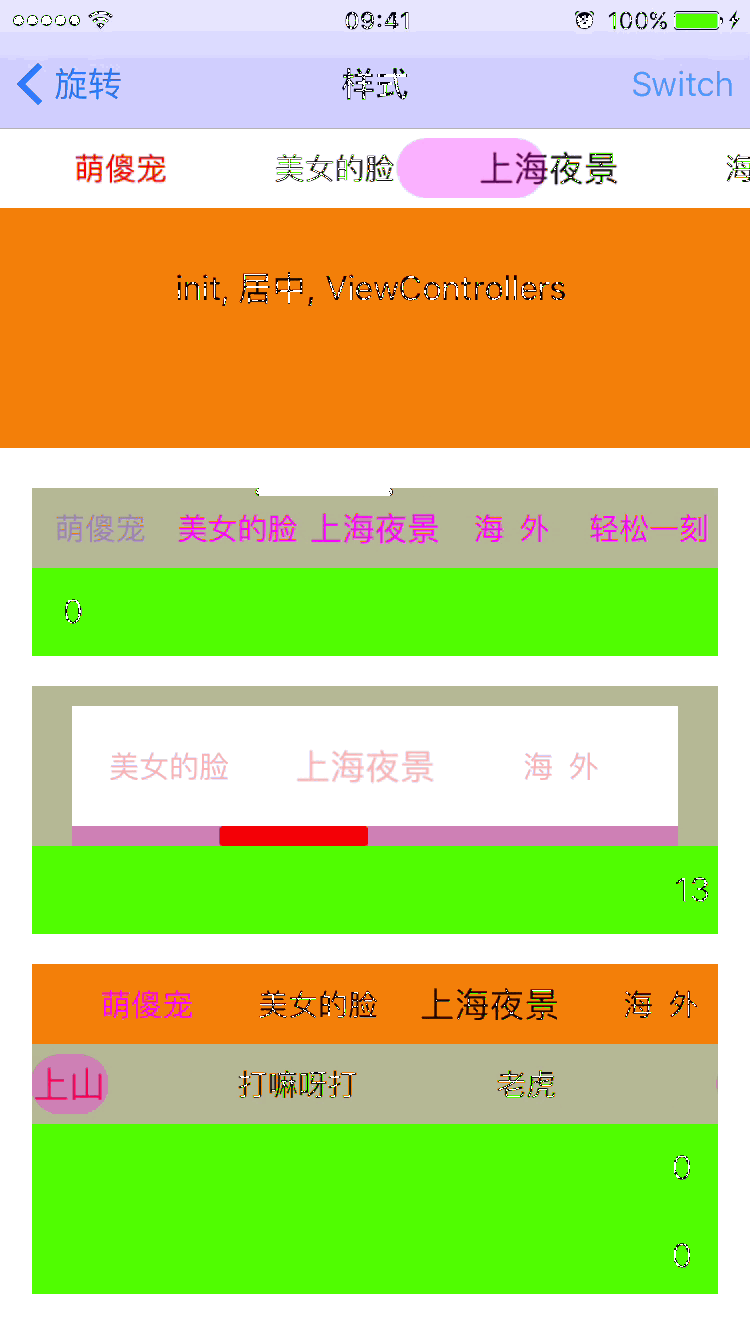 09:41 100%
旋转 样式 Switch
萌傻宠 美女的脸 上海夜景 海
init, 居中, ViewControllers
萌傻宠 美女的脸 上海夜景 海 外 轻松一刻
0
美女的脸 上海夜景 海 外
13
萌傻宠 美女的脸 上海夜景 海 外
上山 打嘛呀打 老虎
0
0